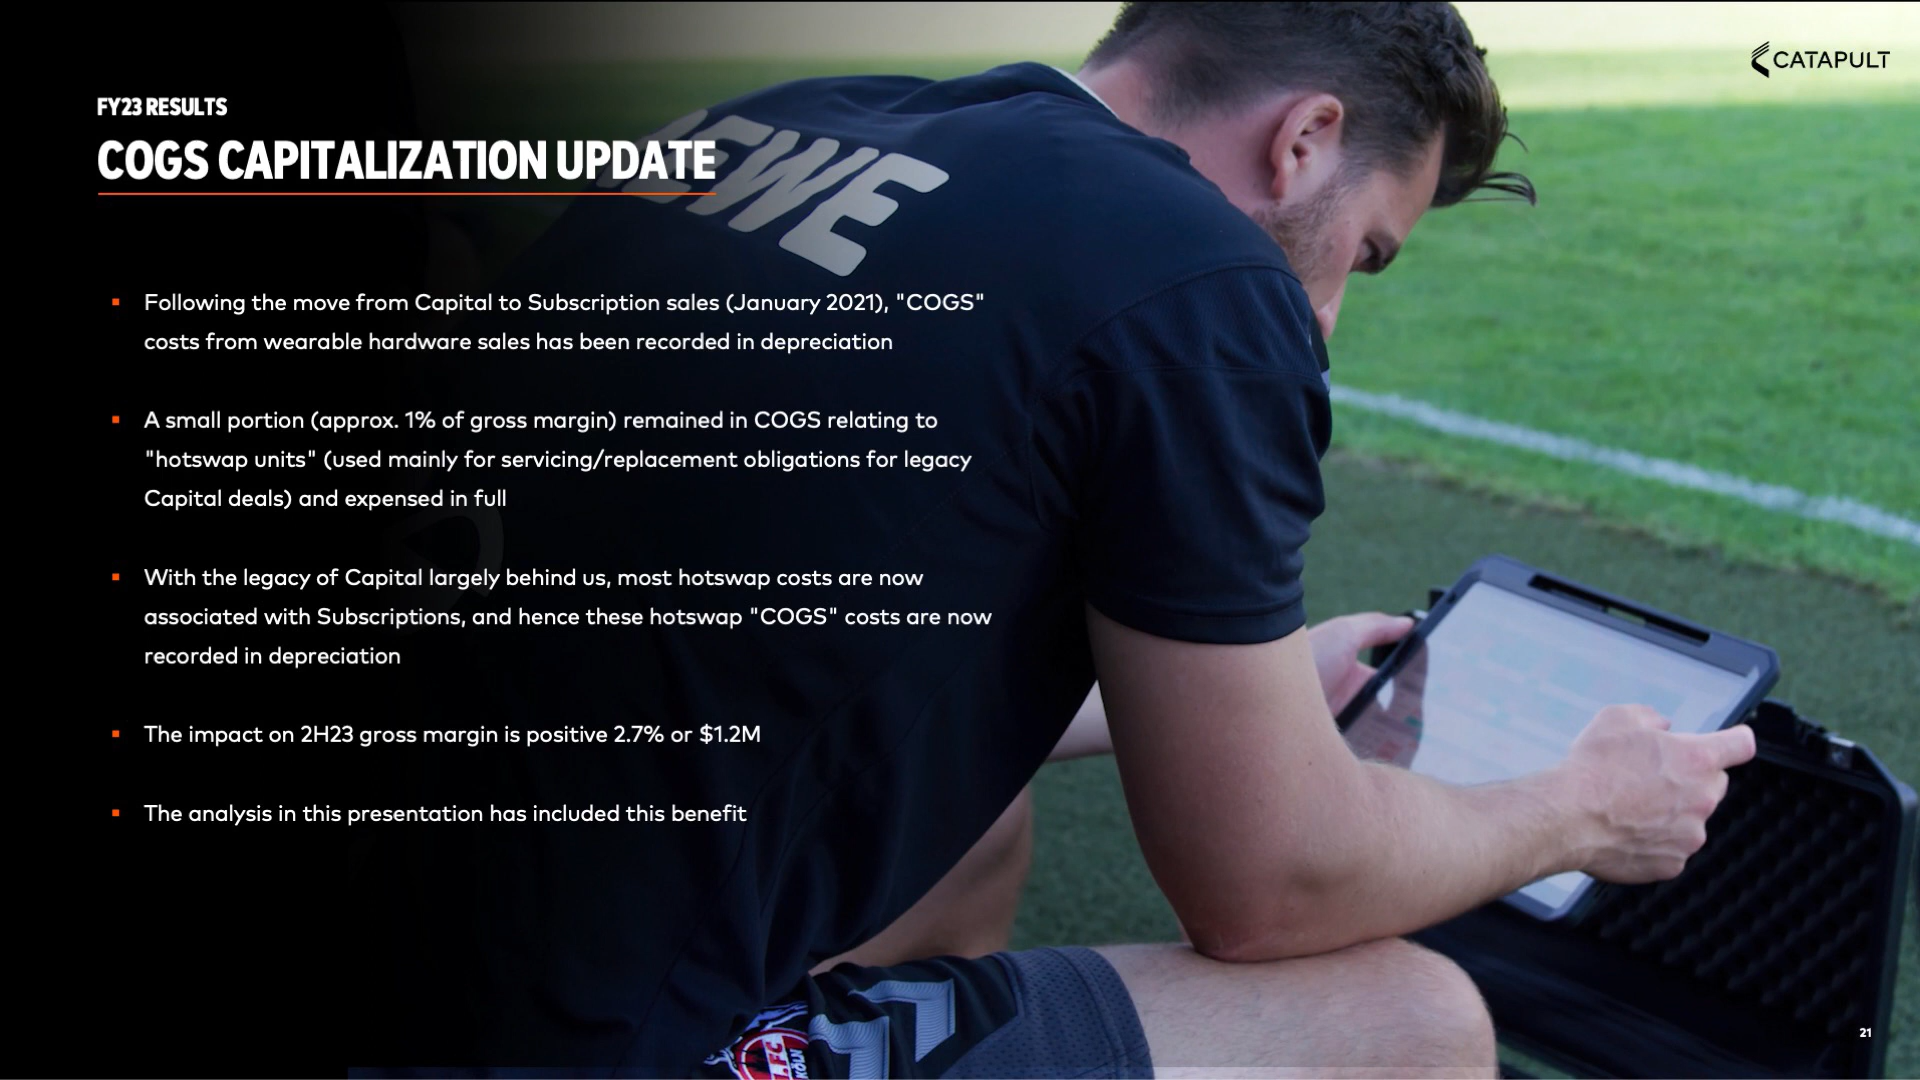 CATAPULT
FY23 RESULTS
COGS CAPITALIZATION UPDATE
EWE
▪ Following the move from Capital to Subscription sales (January 2021), "COGS"
costs from wearable hardware sales has been recorded in depreciation
▪ A small portion (approx. 1% of gross margin) remained in COGS relating to
"hotswap units" (used mainly for servicing/replacement obligations for legacy
Capital deals) and expensed in full
▪ With the legacy of Capital largely behind us, most hotswap costs are now
associated with Subscriptions, and hence these hotswap "COGS" costs are now
recorded in depreciation
▪ The impact on 2H23 gross margin is positive 2.7% or $1.2M
▪ The analysis in this presentation has included this benefit
1.FC
KÖLN
21